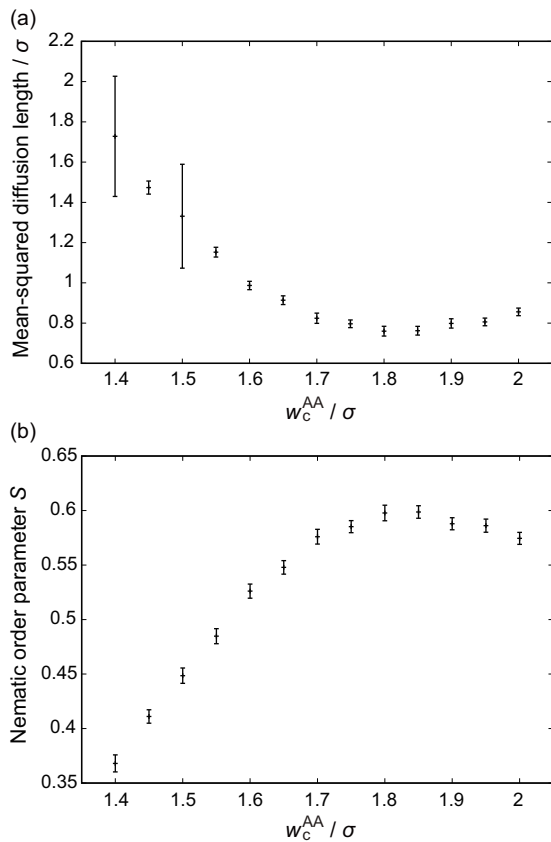 (a)
Mean-squared diffusion length / σ
2.2
2
1.8
1.6
1.4
1.2
1
0.8
0.6
1.4 1.5 1.6 1.7 1.8 1.9 2
w_c^AA / σ
(b)
Nematic order parameter S
0.65
0.6
0.55
0.5
0.45
0.4
0.35
1.4 1.5 1.6 1.7 1.8 1.9 2
w_c^AA / σ